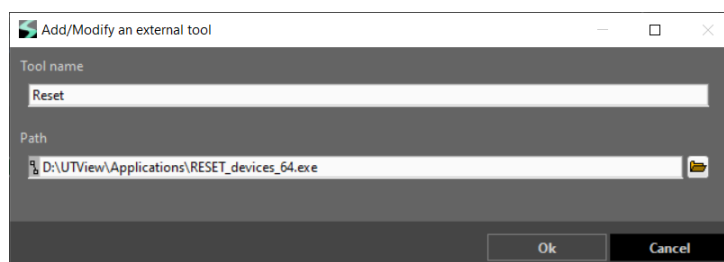 Add/Modify an external tool
Tool name
Reset
Path
D:\UTView\Applications\RESET_devices_64.exe
Ok Cancel